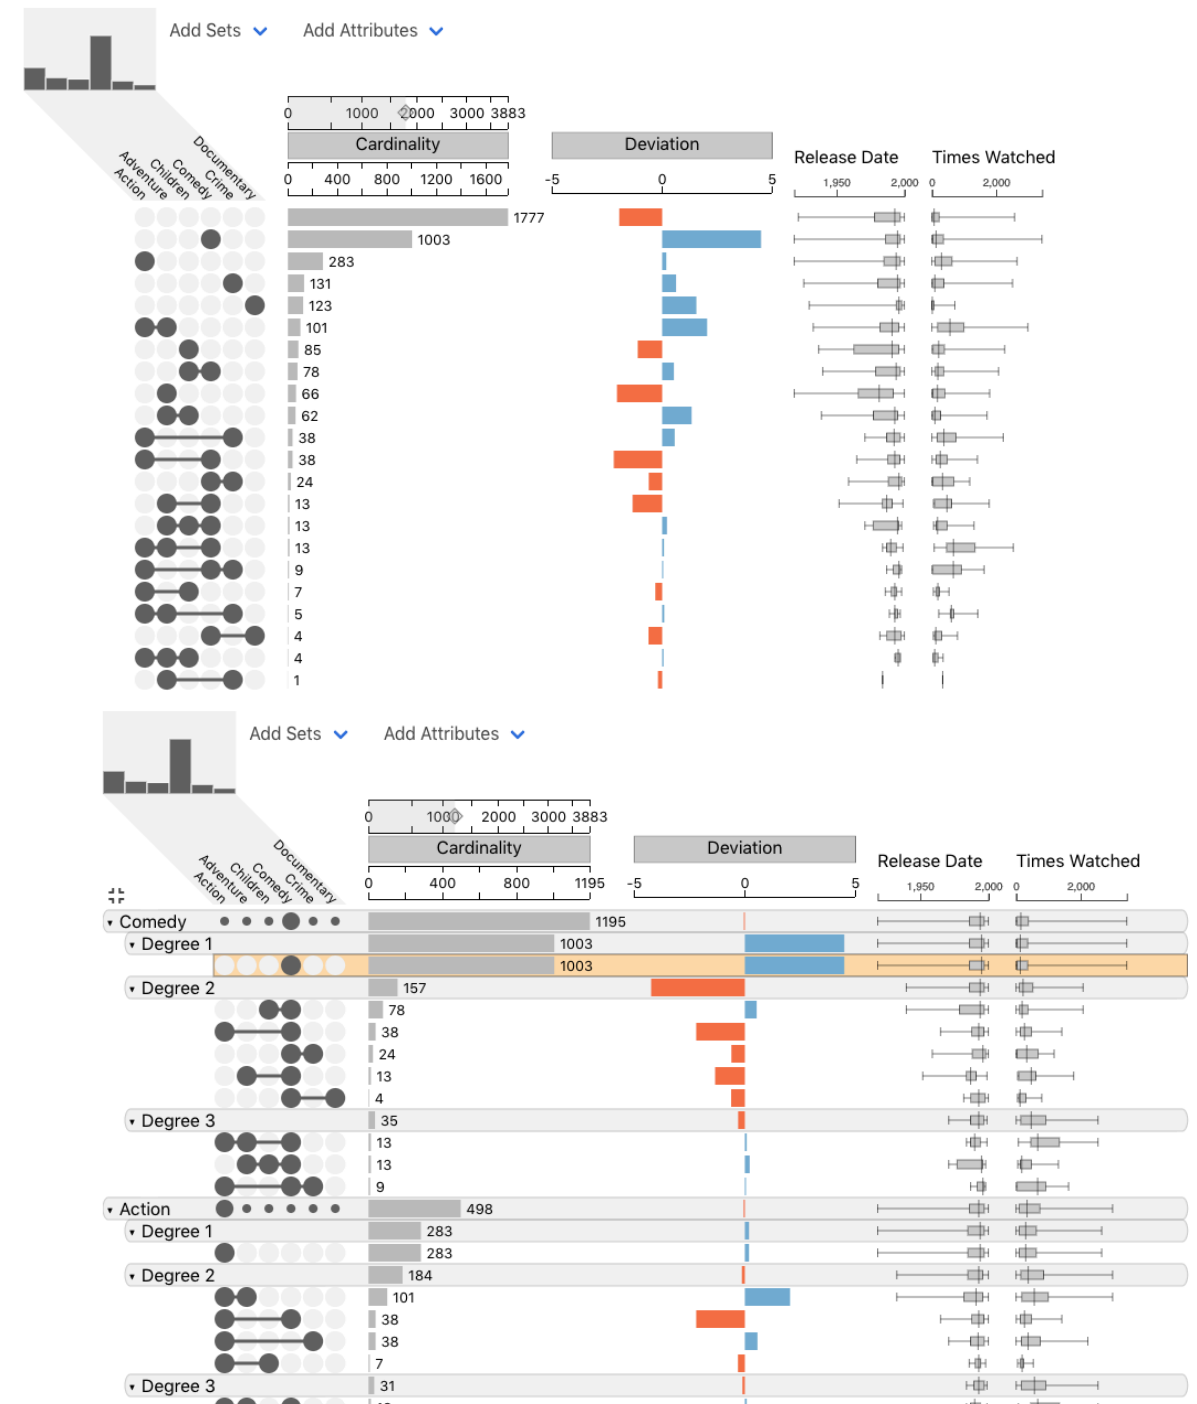 Add Sets Add Attributes
0 1000 2000 3000 3883
Cardinality Deviation
Release Date Times Watched
0 400 800 1200 1600 -5 0 5 1,950 2,000 0 2,000
Action Adventure Children Comedy Crime Documentary
1777
1003
283
131
123
101
85
78
66
62
38
38
24
13
13
13
9
7
5
4
4
1
Add Sets Add Attributes
0 1000 2000 3000 3883
Cardinality Deviation
Release Date Times Watched
0 400 800 1195 -5 0 5 1,950 2,000 0 2,000
Action Adventure Children Comedy Crime Documentary
Comedy 1195
Degree 1 1003
1003
Degree 2 157
78
38
24
13
4
Degree 3 35
13
13
9
Action 498
Degree 1 283
283
Degree 2 184
101
38
38
7
Degree 3 31